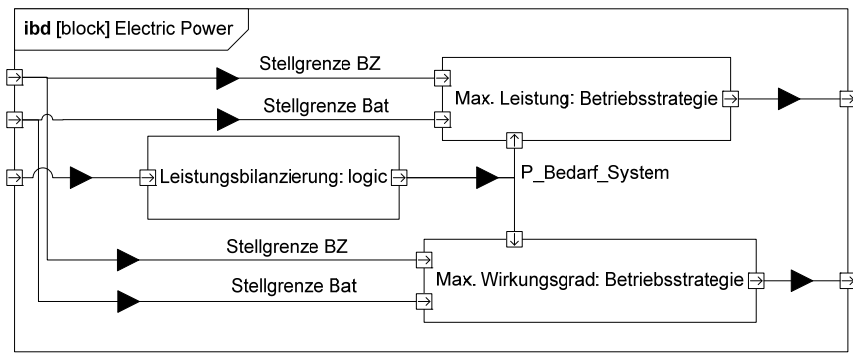 ibd [block] Electric Power
Stellgrenze BZ
Max. Leistung: Betriebsstrategie
Stellgrenze Bat
Leistungsbilanzierung: logic
P_Bedarf_System
Stellgrenze BZ
Max. Wirkungsgrad: Betriebsstrategie
Stellgrenze Bat